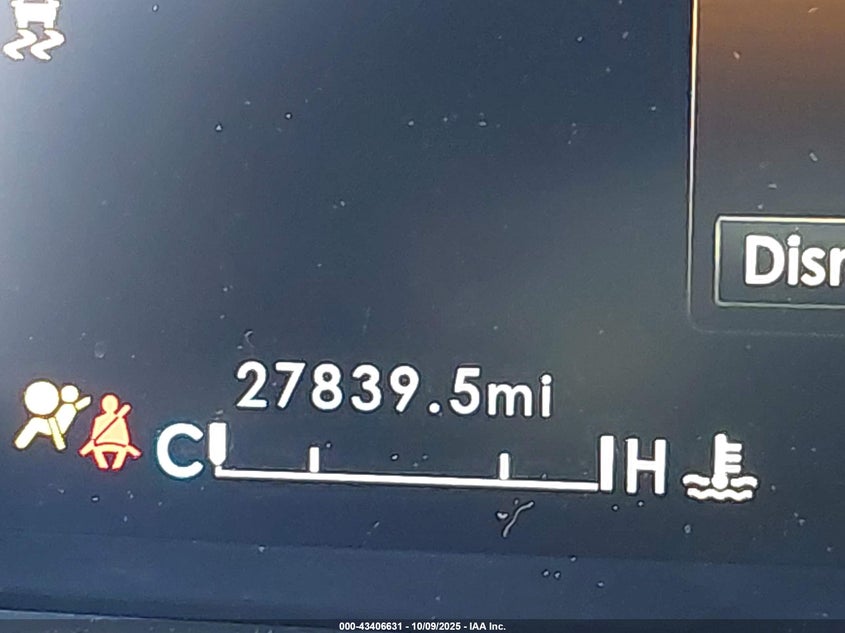 Disr
27839.5mi
C H
000-43406631 - 10/09/2025 - IAA Inc.